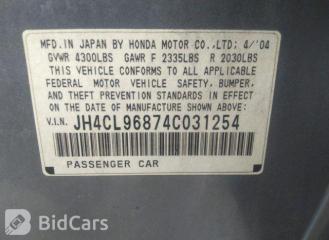 MFD. IN JAPAN BY HONDA MOTOR CO.,LTD: 4/'04
GVWR 4300LBS GAWR F 2335LBS R 2030LBS
THIS VEHICLE CONFORMS TO ALL APPLICABLE
FEDERAL MOTOR VEHICLE SAFETY, BUMPER,
AND THEFT PREVENTION STANDARDS IN EFFECT
ON THE DATE OF MANUFACTURE SHOWN ABOVE.
V.I.N. JH4CL96874C031254
PASSENGER CAR
BidCars